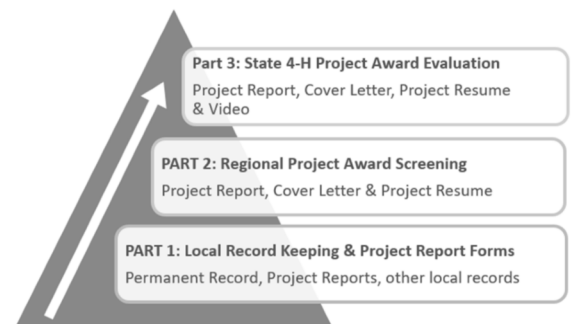 Part 3: State 4-H Project Award Evaluation
Project Report, Cover Letter, Project Resume
& Video
PART 2: Regional Project Award Screening
Project Report, Cover Letter & Project Resume
PART 1: Local Record Keeping & Project Report Forms
Permanent Record, Project Reports, other local records